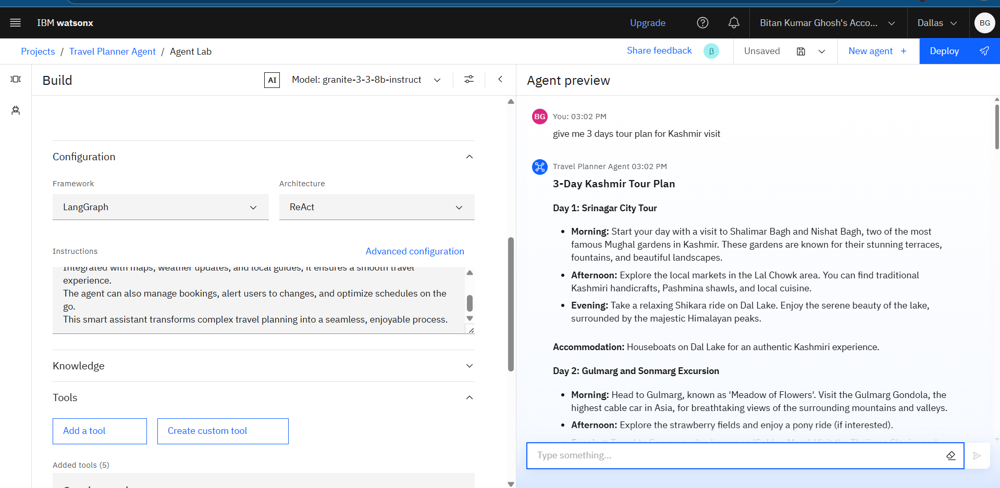 IBM watsonx
Upgrade
Bitan Kumar Ghosh's Acco...
Dallas
BG
Projects / Travel Planner Agent / Agent Lab
Share feedback
β
Unsaved
New agent +
Deploy
Build
AI
Model: granite-3-3-8b-instruct
Configuration
Framework
Architecture
LangGraph
ReAct
Instructions
Advanced configuration
Integrated with maps, weather updates, and local guides, it ensures a smooth travel
experience.
The agent can also manage bookings, alert users to changes, and optimize schedules on the
go.
This smart assistant transforms complex travel planning into a seamless, enjoyable process.
Knowledge
Tools
Add a tool
Create custom tool
Added tools (5)
Agent preview
BG
You: 03:02 PM
give me 3 days tour plan for Kashmir visit
Travel Planner Agent 03:02 PM
3-Day Kashmir Tour Plan
Day 1: Srinagar City Tour
• Morning: Start your day with a visit to Shalimar Bagh and Nishat Bagh, two of the most
famous Mughal gardens in Kashmir. These gardens are known for their stunning terraces,
fountains, and beautiful landscapes.
• Afternoon: Explore the local markets in the Lal Chowk area. You can find traditional
Kashmiri handicrafts, Pashmina shawls, and local cuisine.
• Evening: Take a relaxing Shikara ride on Dal Lake. Enjoy the serene beauty of the lake,
surrounded by the majestic Himalayan peaks.
Accommodation: Houseboats on Dal Lake for an authentic Kashmiri experience.
Day 2: Gulmarg and Sonmarg Excursion
• Morning: Head to Gulmarg, known as 'Meadow of Flowers'. Visit the Gulmarg Gondola, the
highest cable car in Asia, for breathtaking views of the surrounding mountains and valleys.
• Afternoon: Explore the strawberry fields and enjoy a pony ride (if interested).
Type something...